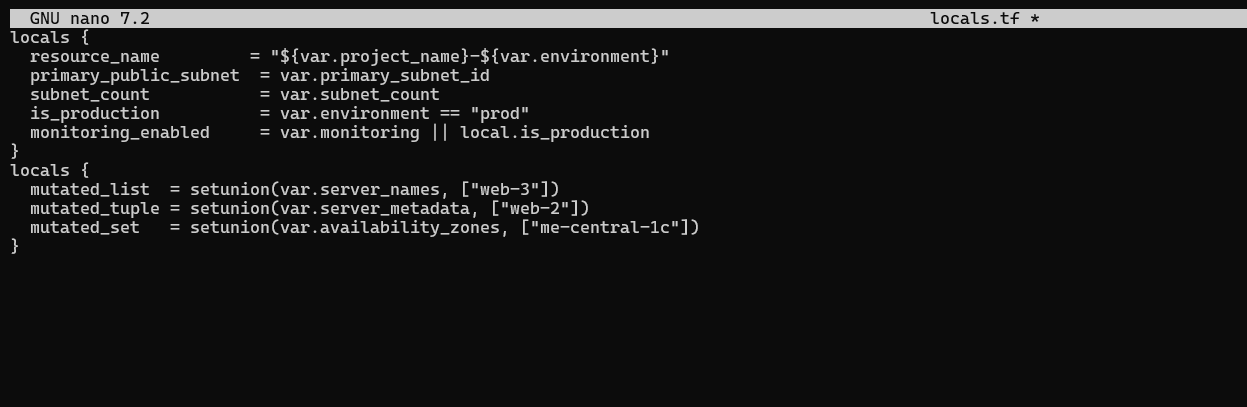 GNU nano 7.2 locals.tf *
locals {
  resource_name         = "${var.project_name}-${var.environment}"
  primary_public_subnet  = var.primary_subnet_id
  subnet_count           = var.subnet_count
  is_production          = var.environment == "prod"
  monitoring_enabled     = var.monitoring || local.is_production
}
locals {
  mutated_list  = setunion(var.server_names, ["web-3"])
  mutated_tuple = setunion(var.server_metadata, ["web-2"])
  mutated_set   = setunion(var.availability_zones, ["me-central-1c"])
}